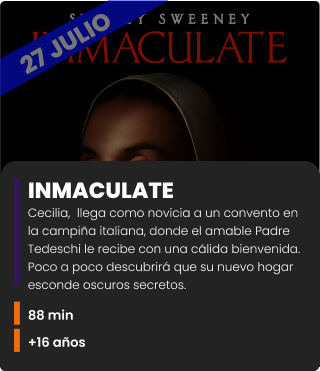 SYDNEY SWEENEY
IMMACULATE
27 JULIO
INMACULATE
Cecilia, llega como novicia a un convento en
la campiña italiana, donde el amable Padre
Tedeschi le recibe con una cálida bienvenida.
Poco a poco descubrirá que su nuevo hogar
esconde oscuros secretos.
88 min
+16 años